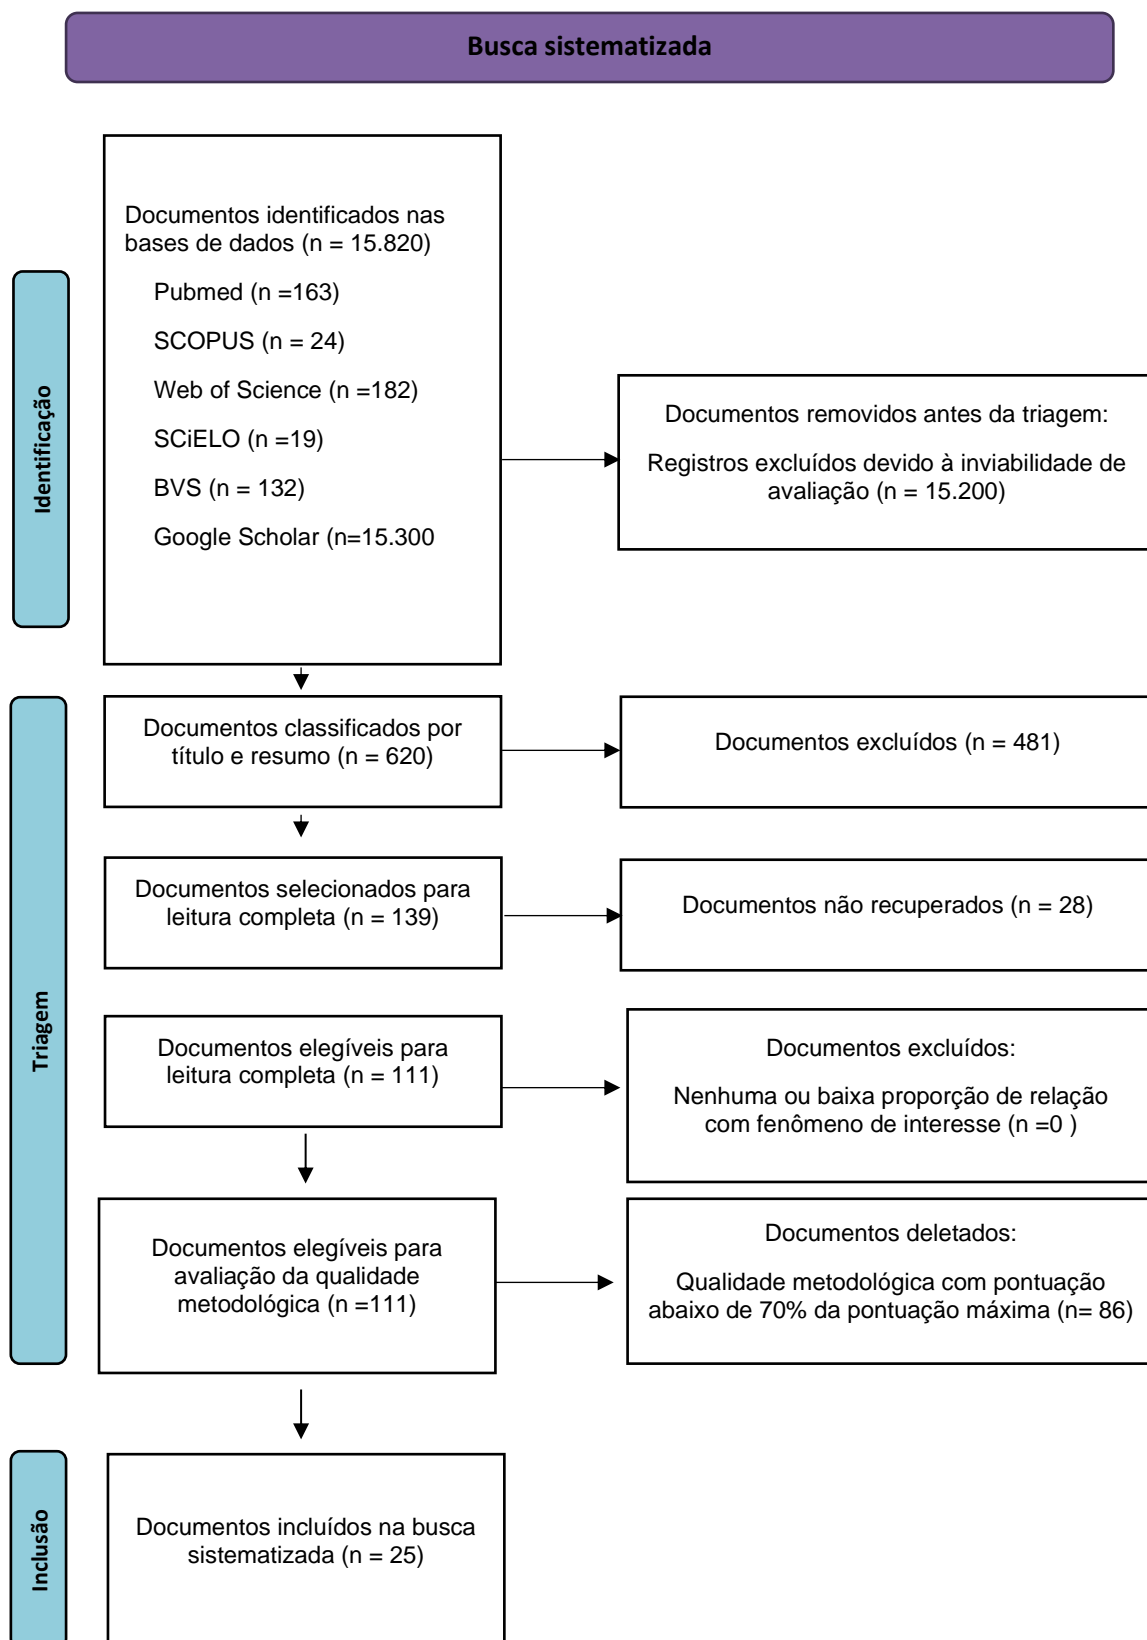 Busca sistematizada
Identificação
Documentos identificados nas
bases de dados (n = 15.820)
Pubmed (n =163)
SCOPUS (n = 24)
Web of Science (n =182)
SCiELO (n =19)
BVS (n = 132)
Google Scholar (n=15.300
Documentos removidos antes da triagem:
Registros excluídos devido à inviabilidade de
avaliação (n = 15.200)
Triagem
Documentos classificados por
título e resumo (n = 620)
Documentos excluídos (n = 481)
Documentos selecionados para
leitura completa (n = 139)
Documentos não recuperados (n = 28)
Documentos elegíveis para
leitura completa (n = 111)
Documentos excluídos:
Nenhuma ou baixa proporção de relação
com fenômeno de interesse (n =0 )
Documentos elegíveis para
avaliação da qualidade
metodológica (n =111)
Documentos deletados:
Qualidade metodológica com pontuação
abaixo de 70% da pontuação máxima (n= 86)
Inclusão
Documentos incluídos na busca
sistematizada (n = 25)